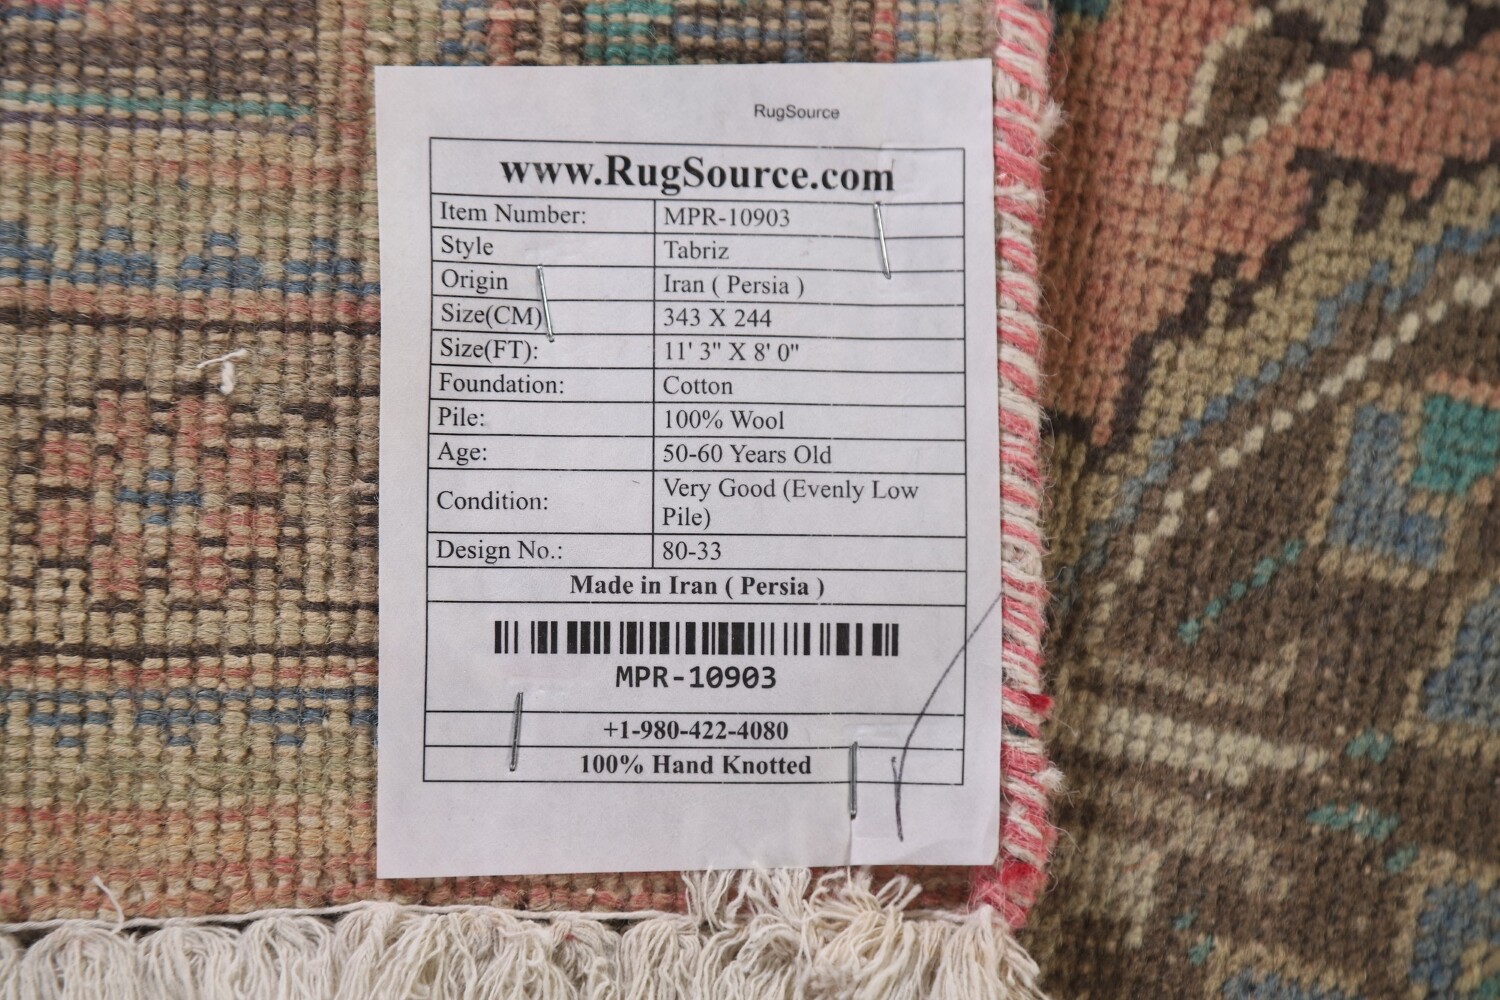 RugSource
www.RugSource.com
Item Number: MPR-10903
Style Tabriz
Origin Iran ( Persia )
Size(CM) 343 X 244
Size(FT): 11' 3" X 8' 0"
Foundation: Cotton
Pile: 100% Wool
Age: 50-60 Years Old
Condition: Very Good (Evenly Low
Pile)
Design No.: 80-33
Made in Iran ( Persia )
MPR-10903
+1-980-422-4080
100% Hand Knotted